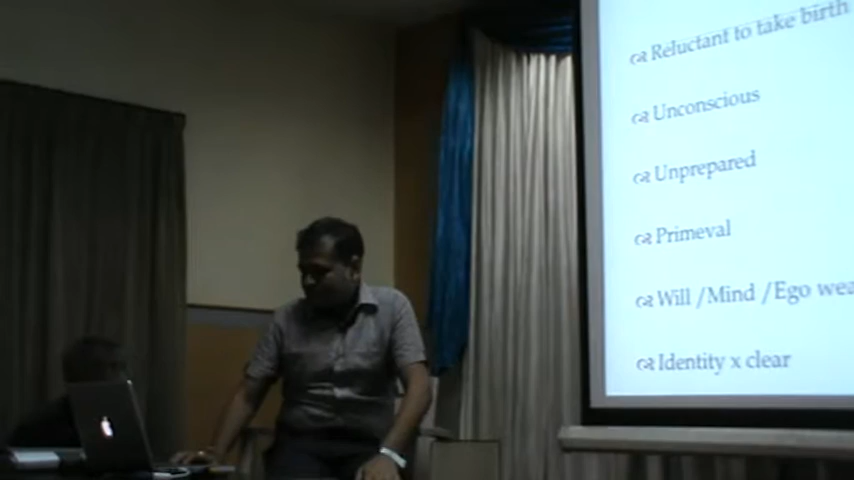 Reluctant to take birth
Unconscious
Unprepared
Primeval
Will /Mind /Ego
Identity x clear